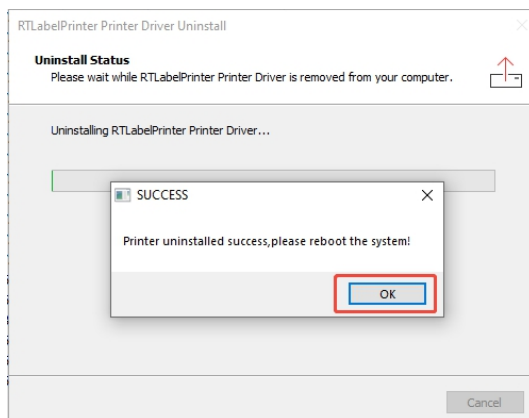 RTLabelPrinter Printer Driver Uninstall
Uninstall Status
Please wait while RTLabelPrinter Printer Driver is removed from your computer.
Uninstalling RTLabelPrinter Printer Driver...
SUCCESS
Printer uninstalled success,please reboot the system!
OK
Cancel